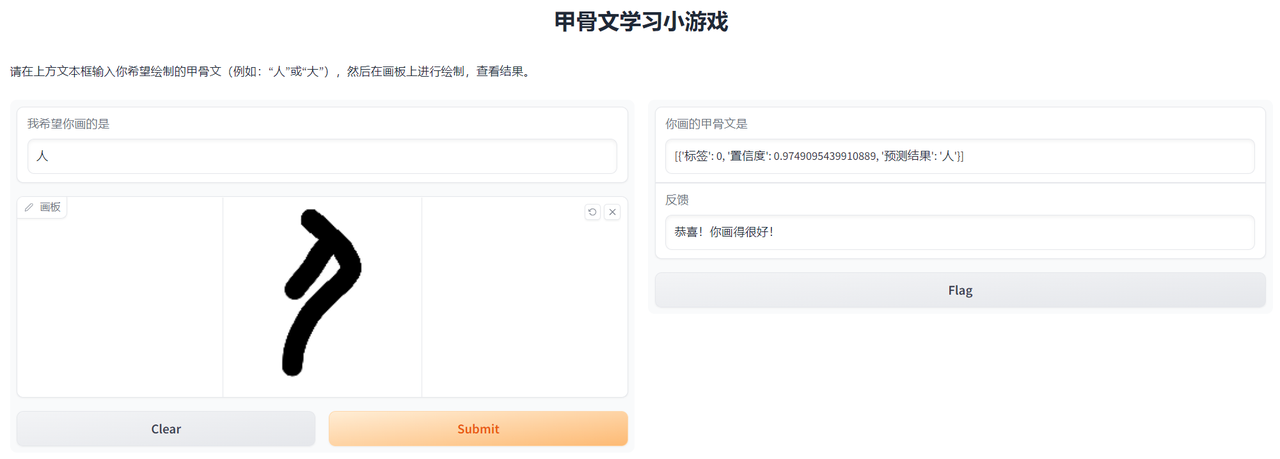 甲骨文学习小游戏
请在上方文本框输入你希望绘制的甲骨文（例如：“人”或“大”），然后在画板上进行绘制，查看结果。
我希望你画的是
人
画板
Clear
Submit
你画的甲骨文是
[{'标签': 0, '置信度': 0.9749095439910889, '预测结果': '人'}]
反馈
恭喜！你画得很好！
Flag